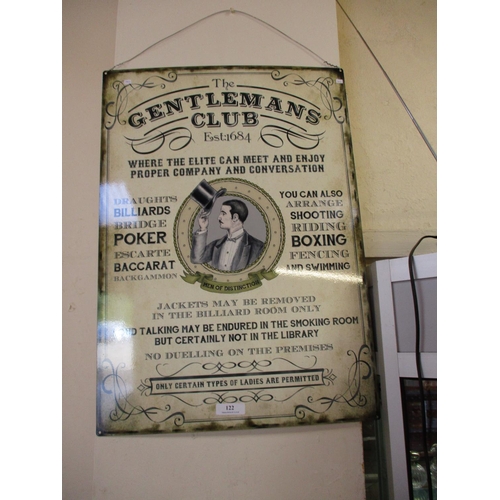 The
GENTLEMANS
CLUB
Est:1684
WHERE THE ELITE CAN MEET AND ENJOY
PROPER COMPANY AND CONVERSATION
DRAUGHTS
BILLIARDS
BRIDGE
POKER
ESCARTE
BACCARAT
BACKGAMMON
YOU CAN ALSO
ARRANGE
SHOOTING
RIDING
BOXING
FENCING
AND SWIMMING
MEN OF DISTINCTION
JACKETS MAY BE REMOVED
IN THE BILLIARD ROOM ONLY
AND TALKING MAY BE ENDURED IN THE SMOKING ROOM
BUT CERTAINLY NOT IN THE LIBRARY
NO DUELLING ON THE PREMISES
ONLY CERTAIN TYPES OF LADIES ARE PERMITTED
122